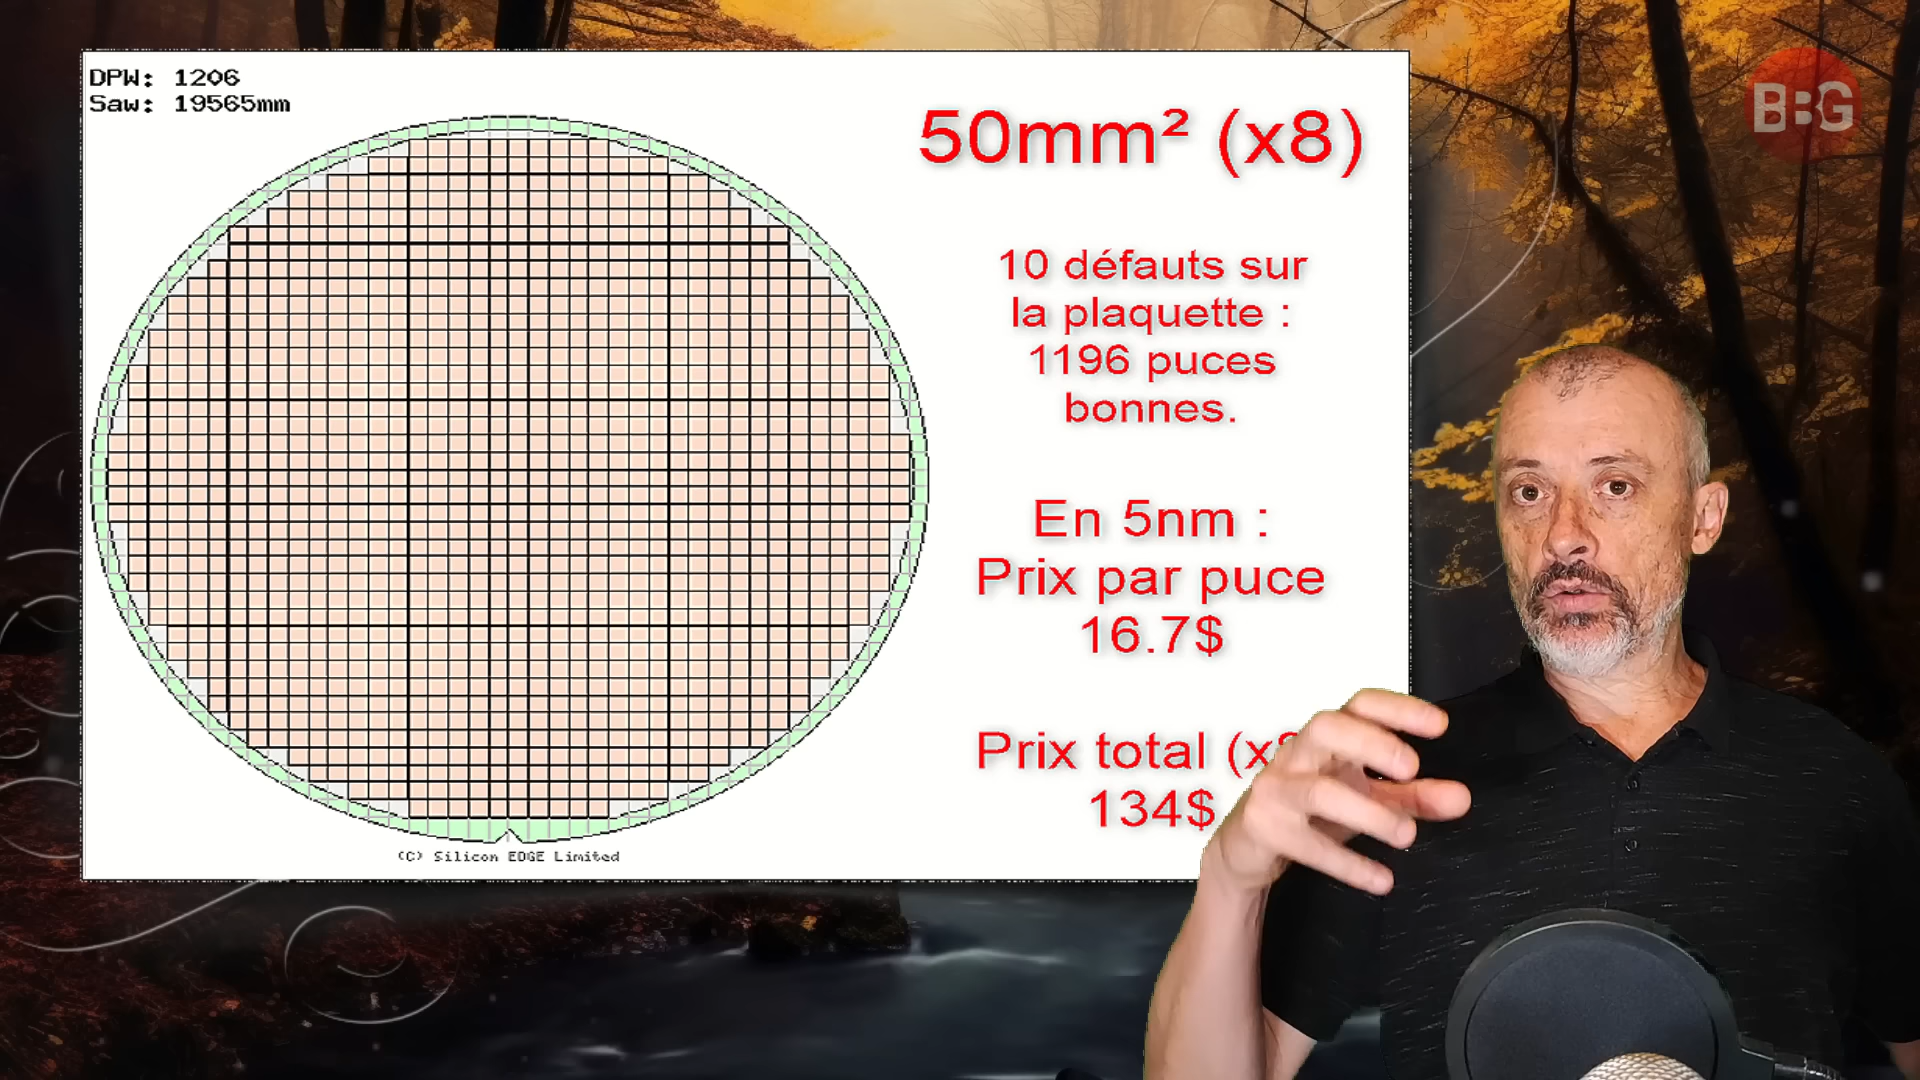 DPW: 1206
Saw: 19565mm
50mm² (x8)
BBG
10 défauts sur
la plaquette :
1196 puces
bonnes.
En 5nm :
Prix par puce
16.7$
Prix total
134$
(C) Silicon EDGE Limited